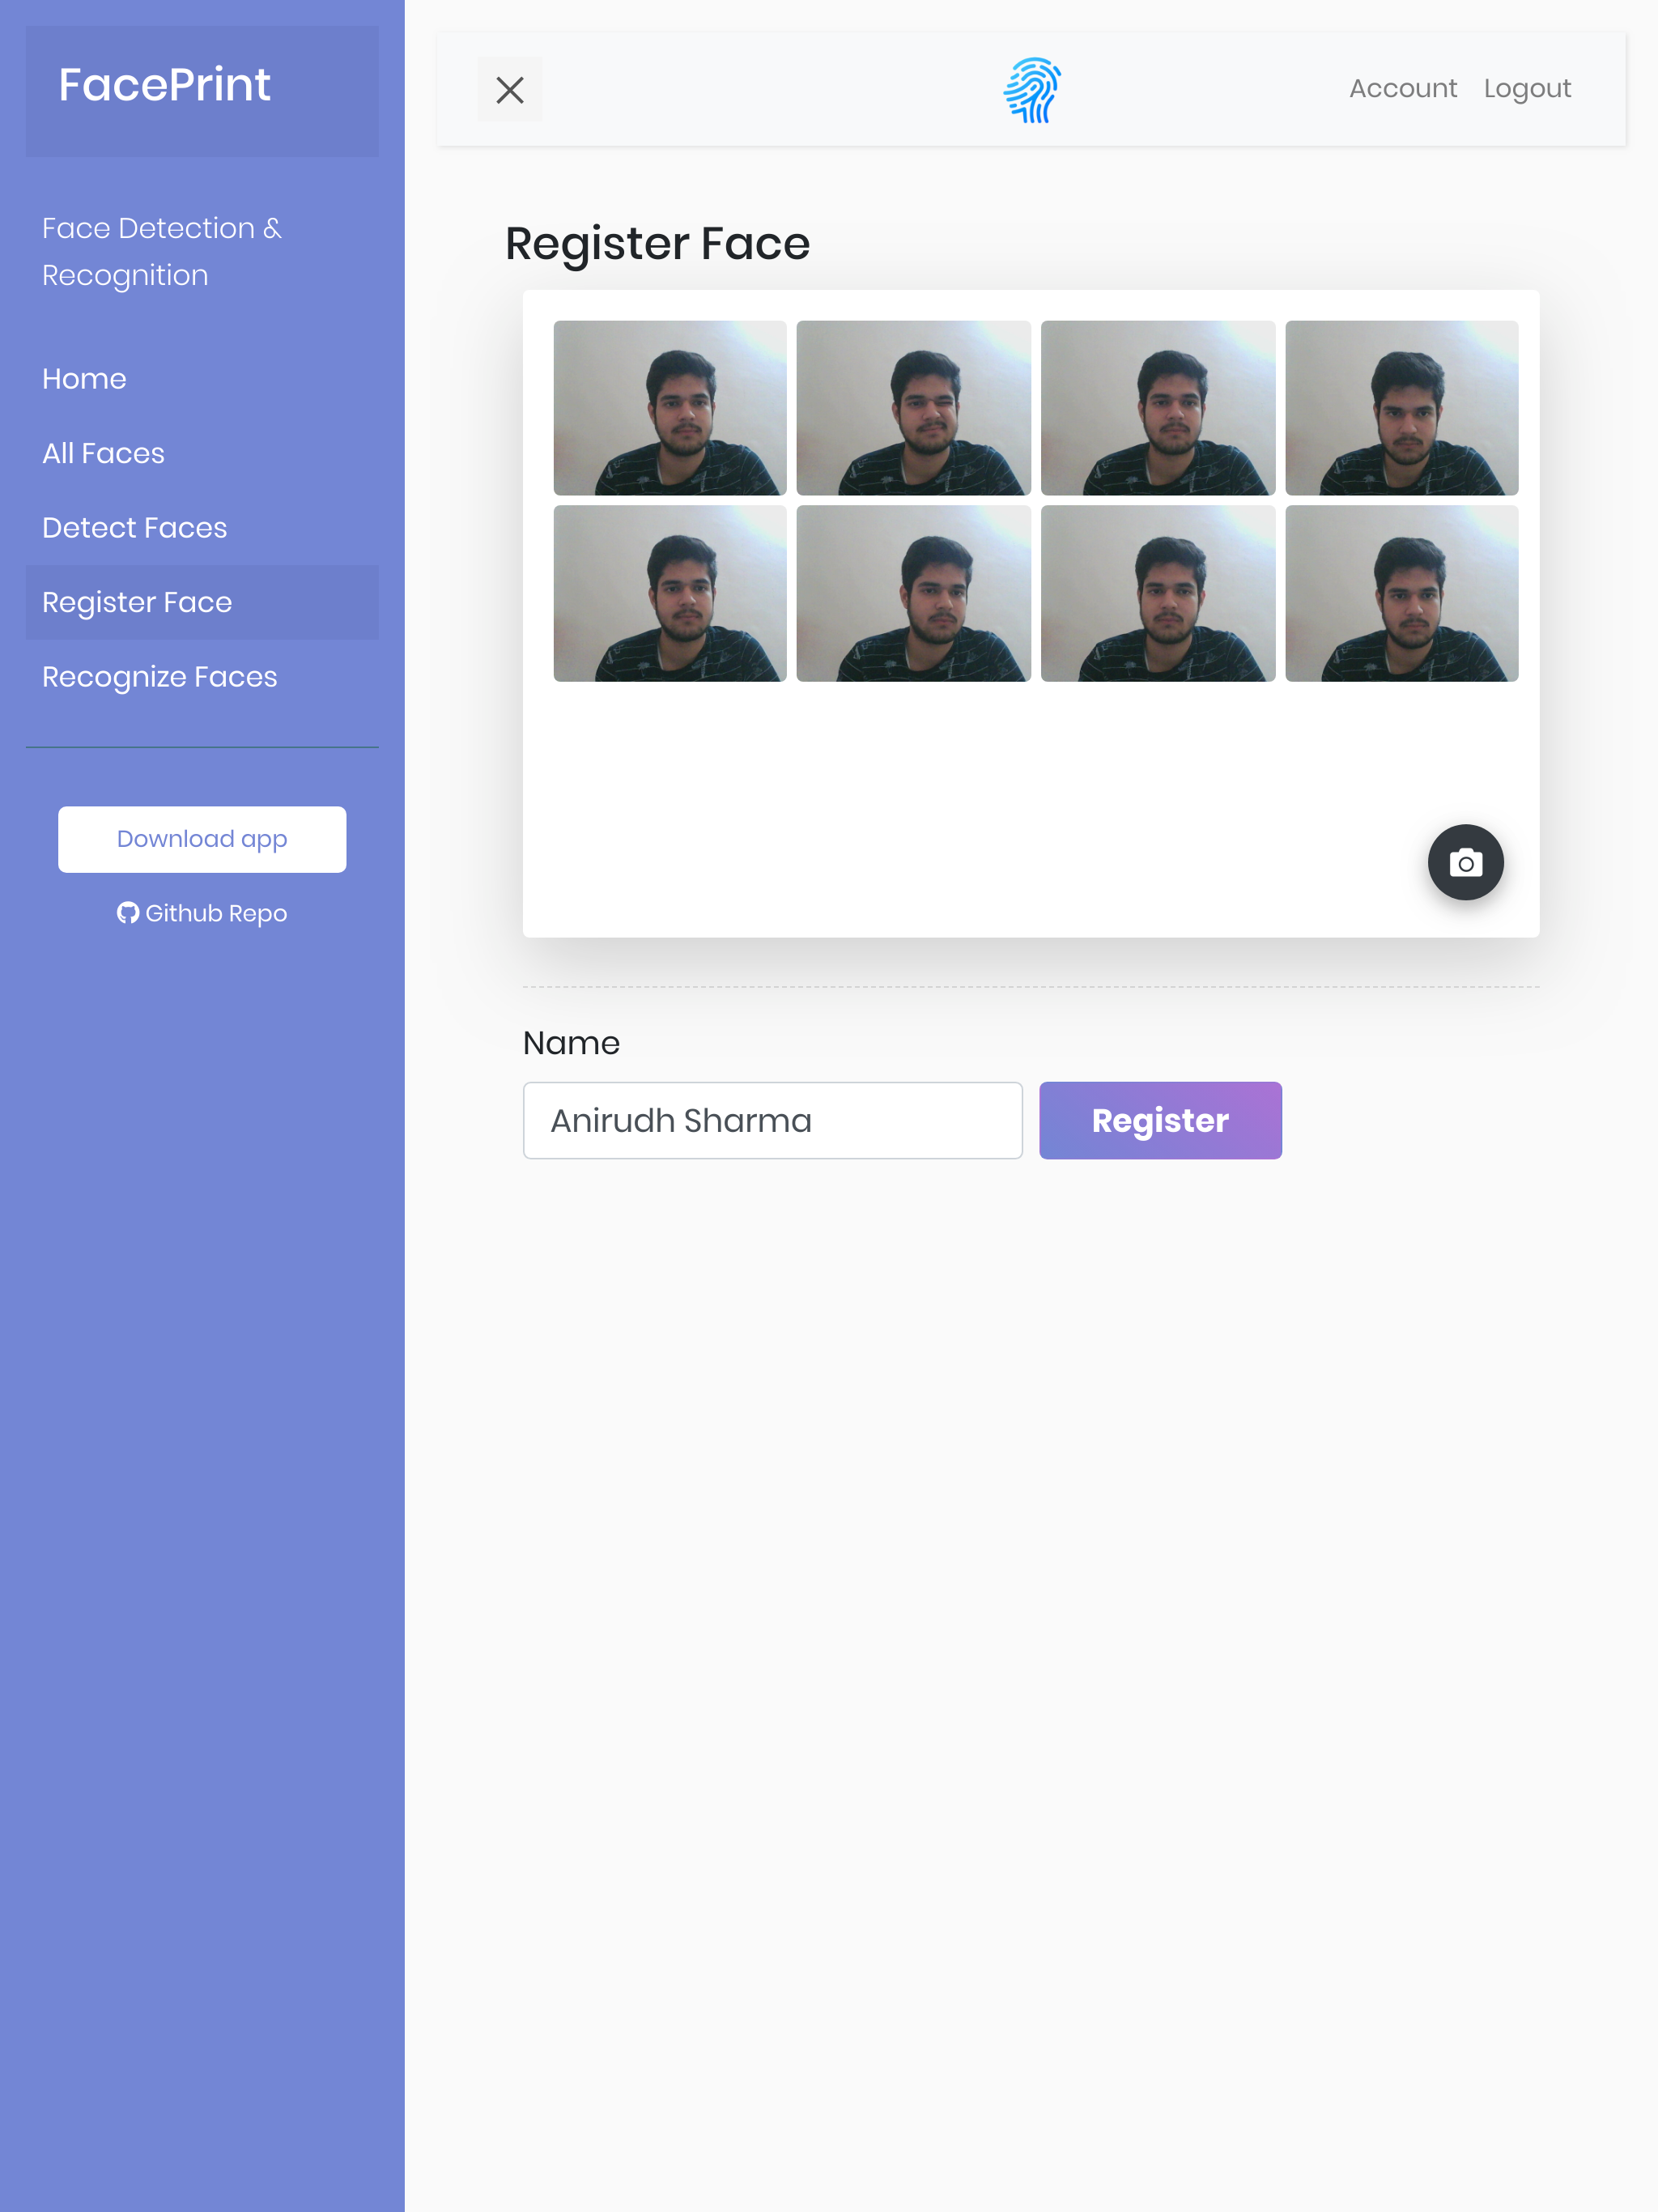 FacePrint
Face Detection &
Recognition
Home
All Faces
Detect Faces
Register Face
Recognize Faces
Download app
Github Repo
Account Logout
Register Face
Name
Anirudh Sharma
Register